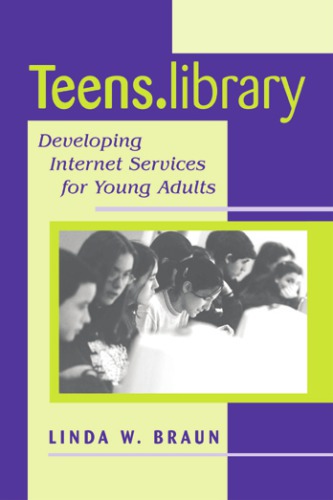 Teens.library
Developing
Internet Services
for Young Adults
LINDA W. BRAUN